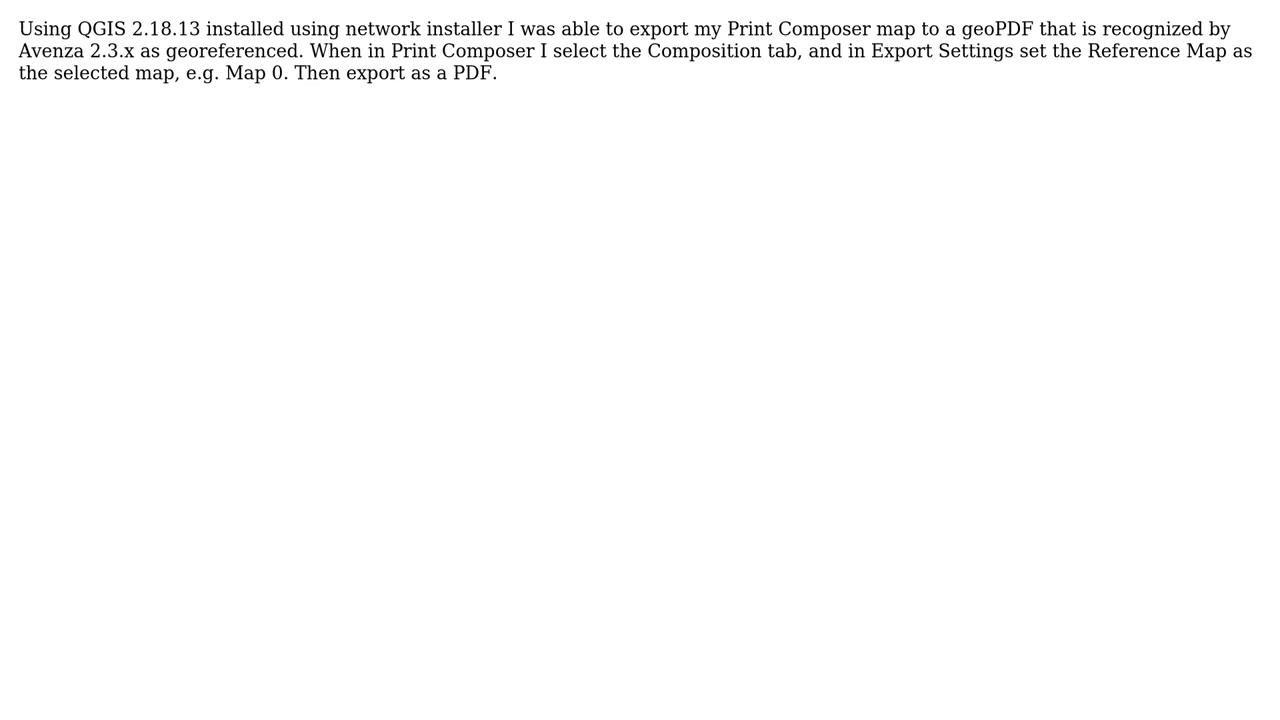 Using QGIS 2.18.13 installed using network installer I was able to export my Print Composer map to a geoPDF that is recognized by
Avenza 2.3.x as georeferenced. When in Print Composer I select the Composition tab, and in Export Settings set the Reference Map as
the selected map, e.g. Map 0. Then export as a PDF.